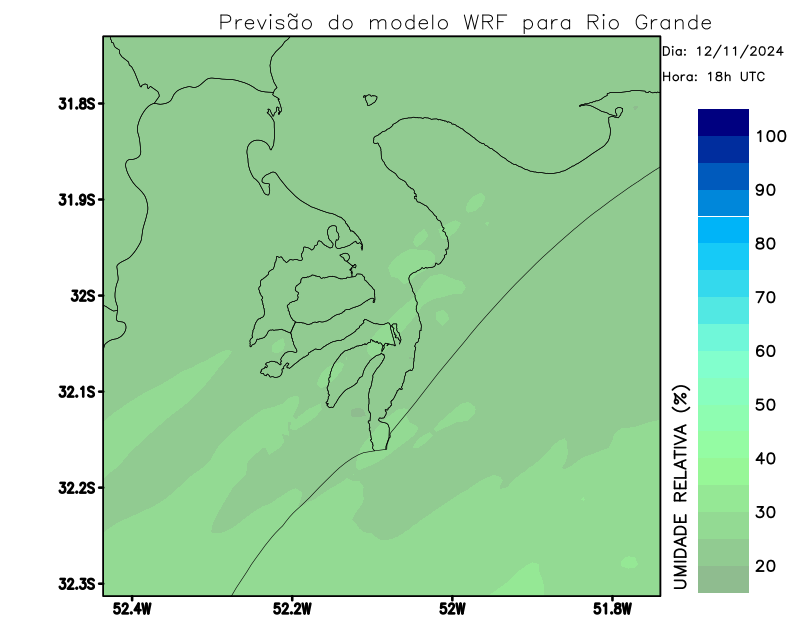 Previsão do modelo WRF para Rio Grande
Dia: 12/11/2024
Hora: 18h UTC
31.8S
31.9S
32S
32.1S
32.2S
32.3S
52.4W
52.2W
52W
51.8W
UMIDADE RELATIVA (%)
100
90
80
70
60
50
40
30
20